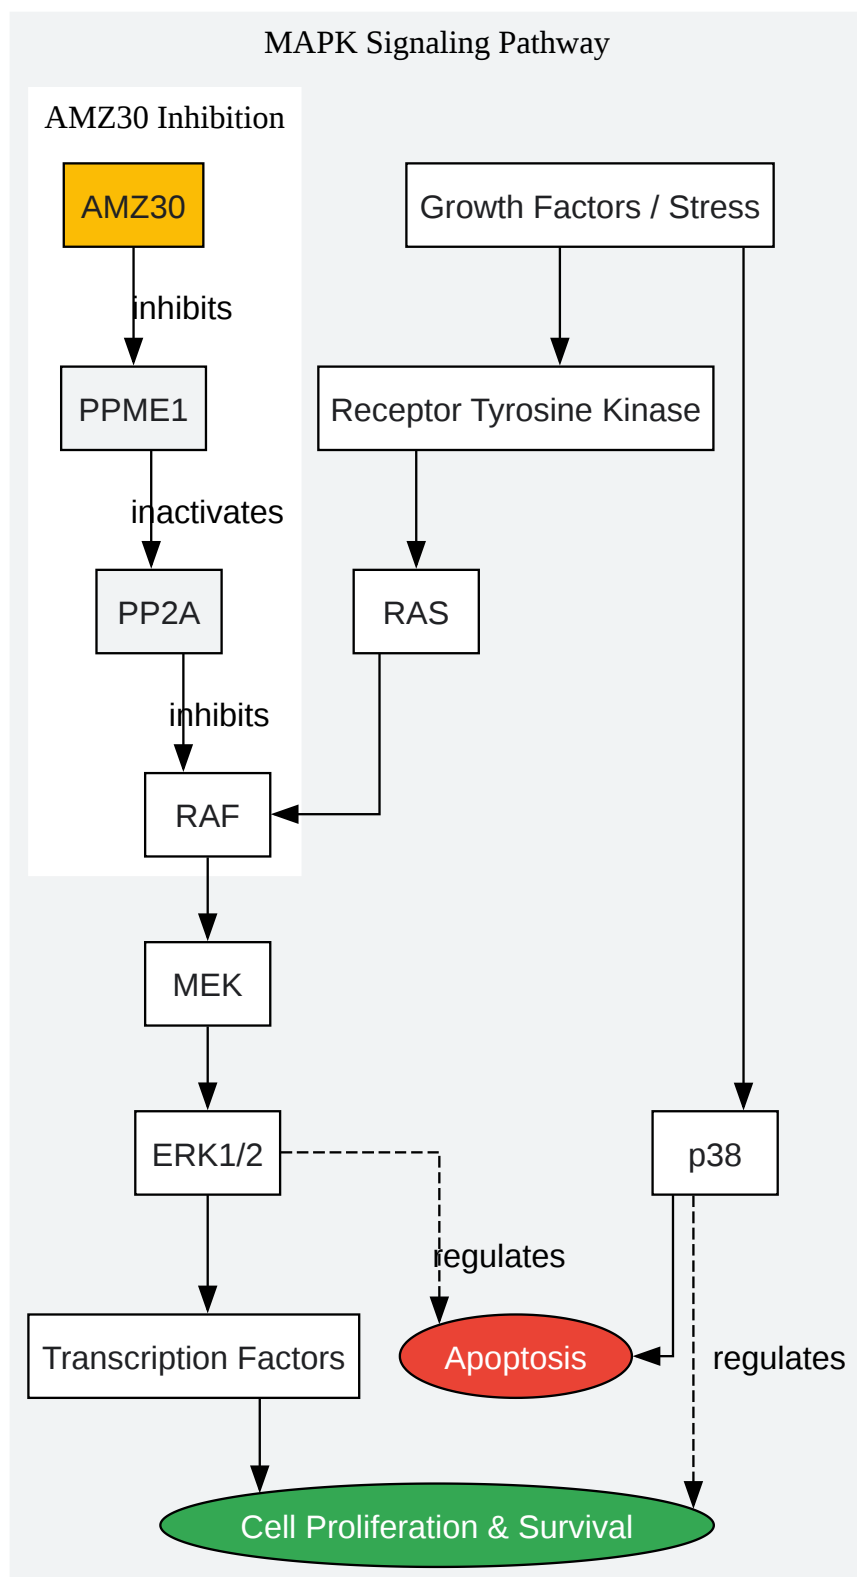 MAPK Signaling Pathway
AMZ30 Inhibition
AMZ30
Growth Factors / Stress
inhibits
PPME1
Receptor Tyrosine Kinase
inactivates
PP2A
RAS
inhibits
RAF
MEK
ERK1/2
p38
regulates
Transcription Factors
Apoptosis
regulates
Cell Proliferation & Survival